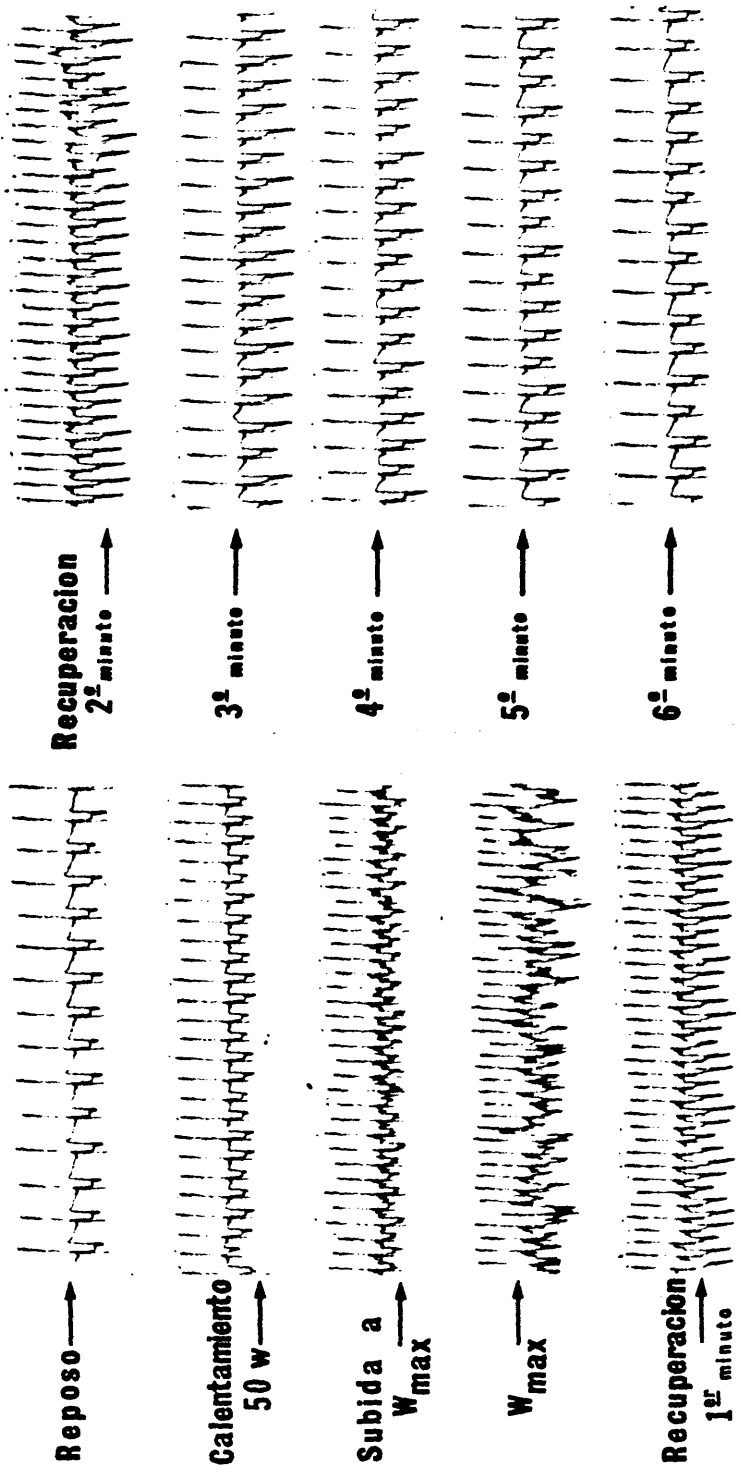 Reposo
Calentamiento
50 w
Subida a
Wmax
Wmax
Recuperacion
1er minuto
Recuperacion
2º minuto
3º minuto
4º minuto
5º minuto
6º minuto